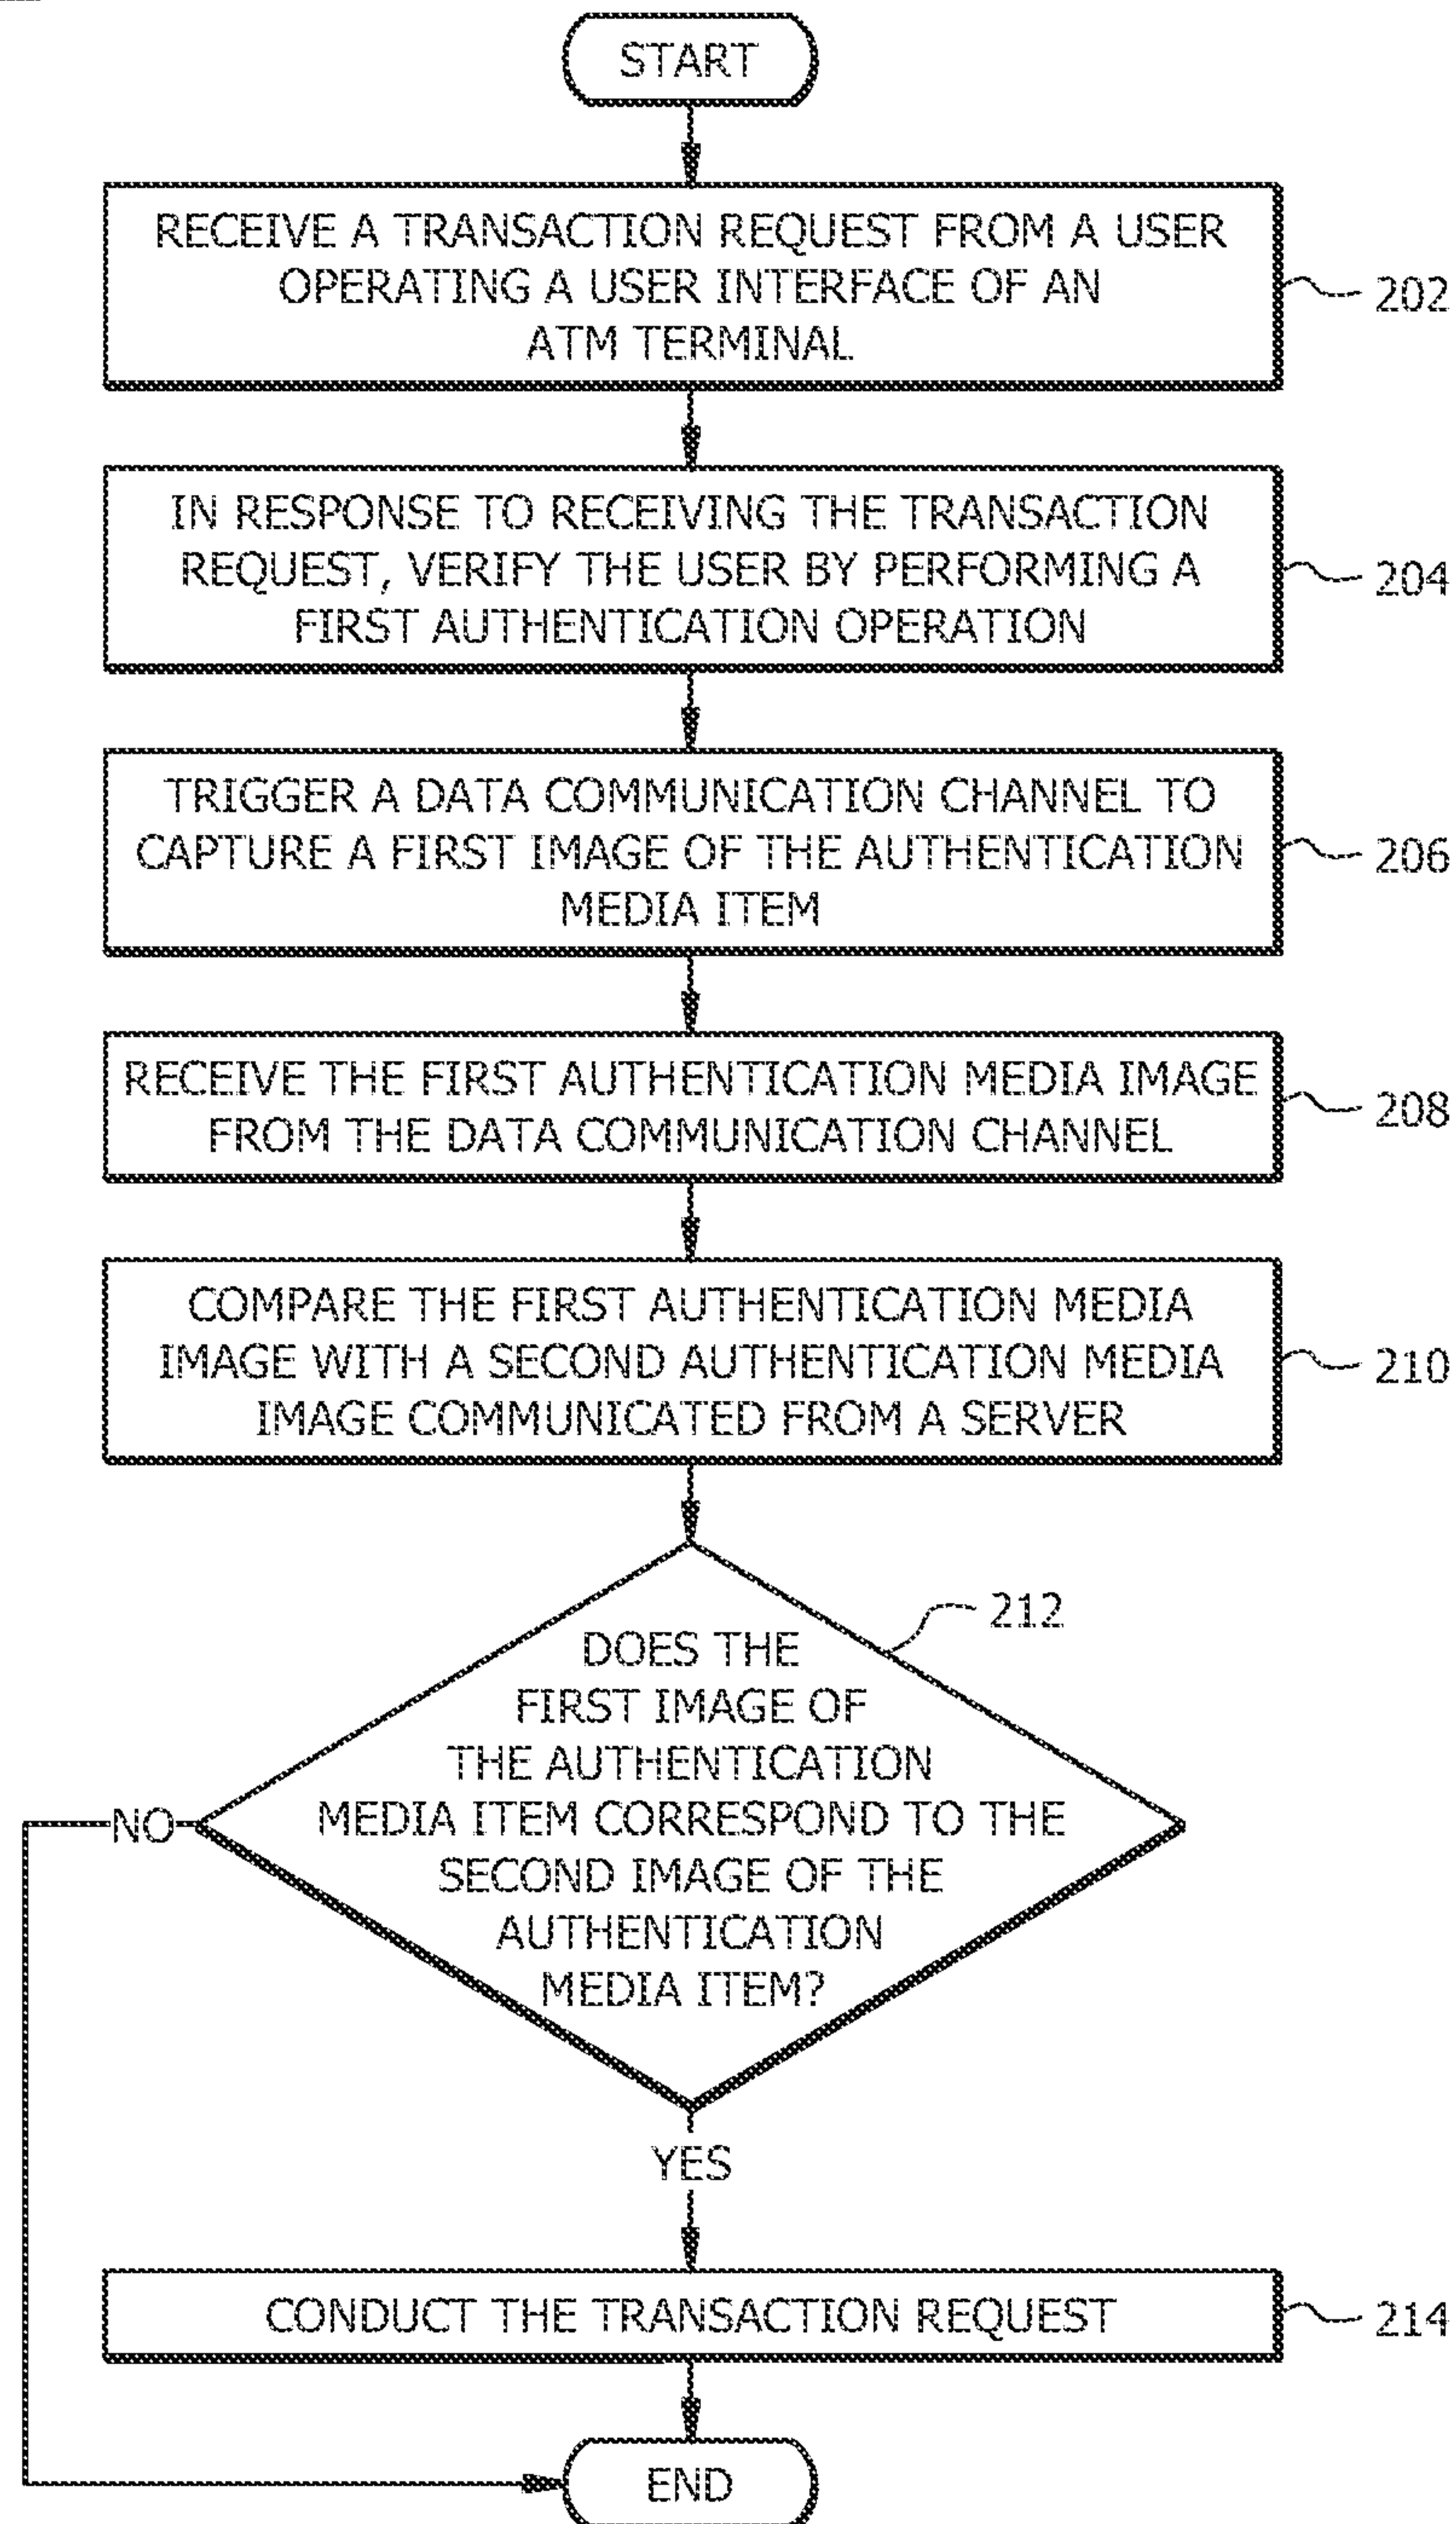 START
RECEIVE A TRANSACTION REQUEST FROM A USER
OPERATING A USER INTERFACE OF AN
ATM TERMINAL
202
IN RESPONSE TO RECEIVING THE TRANSACTION
REQUEST, VERIFY THE USER BY PERFORMING A
FIRST AUTHENTICATION OPERATION
204
TRIGGER A DATA COMMUNICATION CHANNEL TO
CAPTURE A FIRST IMAGE OF THE AUTHENTICATION
MEDIA ITEM
206
RECEIVE THE FIRST AUTHENTICATION MEDIA IMAGE
FROM THE DATA COMMUNICATION CHANNEL
208
COMPARE THE FIRST AUTHENTICATION MEDIA
IMAGE WITH A SECOND AUTHENTICATION MEDIA
IMAGE COMMUNICATED FROM A SERVER
210
212
DOES THE
FIRST IMAGE OF
THE AUTHENTICATION
MEDIA ITEM CORRESPOND TO THE
SECOND IMAGE OF THE
AUTHENTICATION
MEDIA ITEM?
NO
YES
CONDUCT THE TRANSACTION REQUEST
214
END